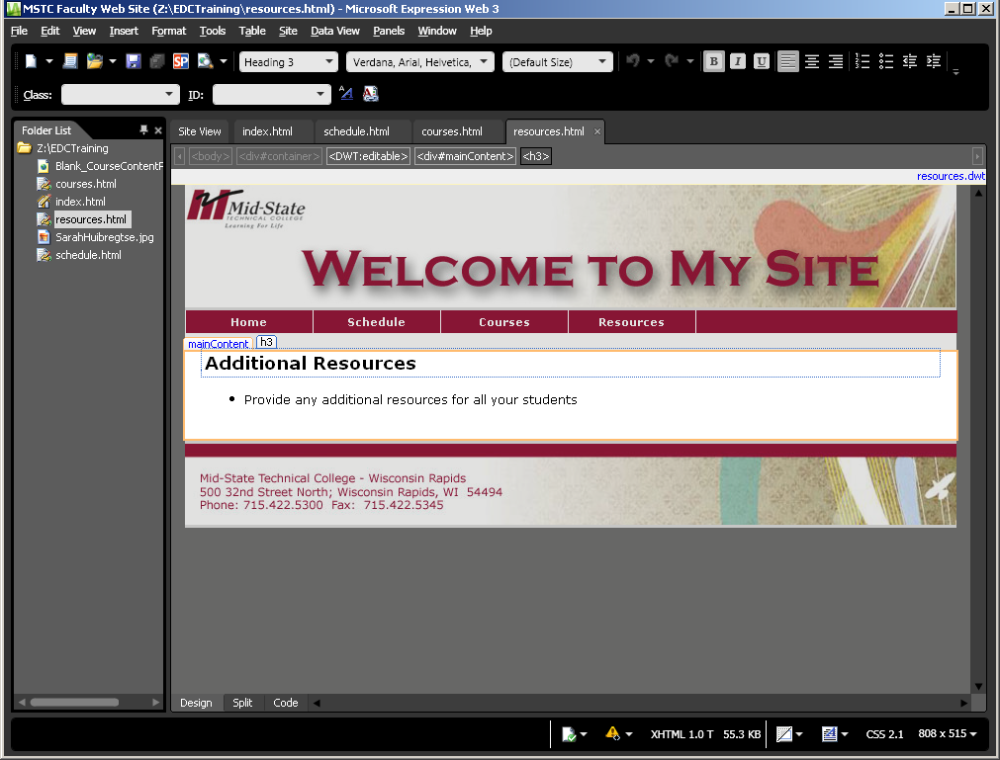 MSTC Faculty Web Site (Z:\EDCTraining\resources.html) - Microsoft Expression Web 3
File Edit View Insert Format Tools Table Site Data View Panels Window Help
SP Heading 3 Verdana, Arial, Helvetica, (Default Size) B I U
Class: ID:
Folder List
Z:\EDCTraining
Blank_CourseContentP
courses.html
index.html
resources.html
SarahHuibregtse.jpg
schedule.html
Site View index.html schedule.html courses.html resources.html
<body> <div#container> <DWT:editable> <div#mainContent> <h3>
resources.dwt
Mid-State
TECHNICAL COLLEGE
Learning For Life
WELCOME TO MY SITE
Home Schedule Courses Resources
mainContent h3
Additional Resources
• Provide any additional resources for all your students
Mid-State Technical College - Wisconsin Rapids
500 32nd Street North; Wisconsin Rapids, WI 54494
Phone: 715.422.5300 Fax: 715.422.5345
Design Split Code
XHTML 1.0 T 55.3 KB CSS 2.1 808 x 515